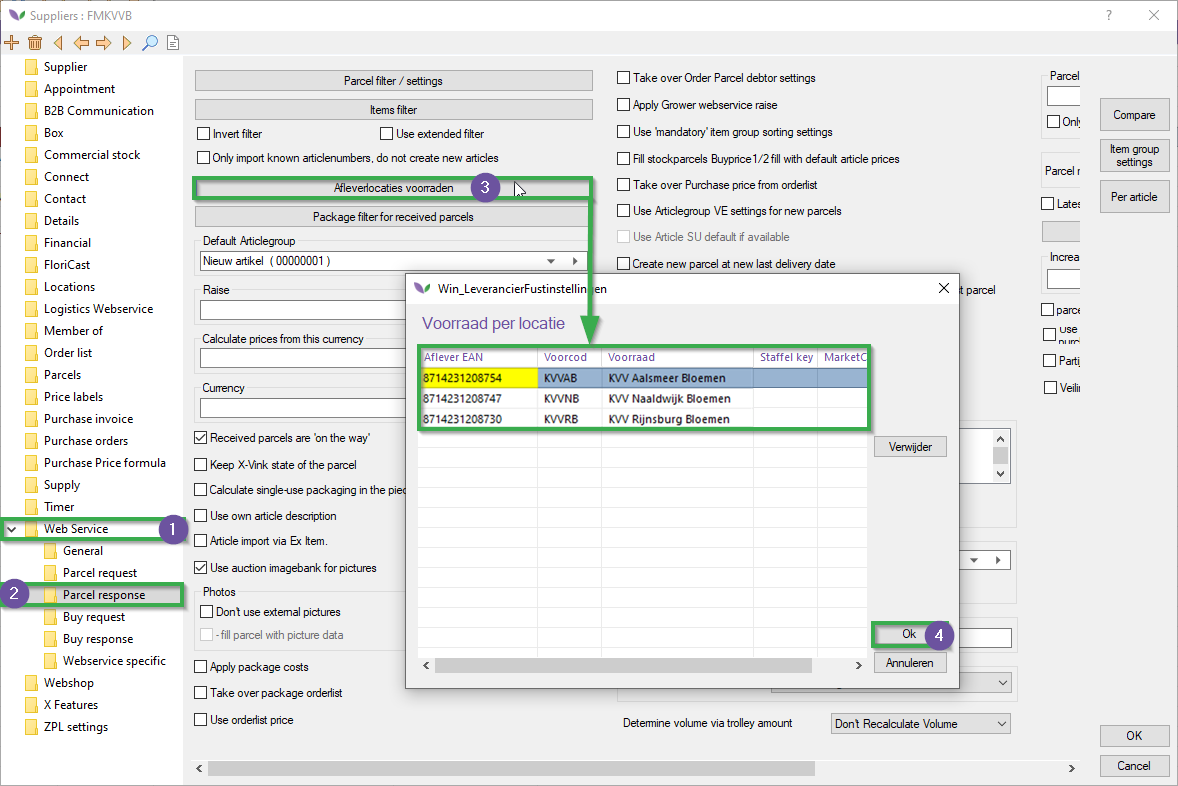 Suppliers : FMKVVB
Supplier
Appointment
B2B Communication
Box
Commercial stock
Connect
Contact
Details
Financial
FloriCast
Locations
Logistics Webservice
Member of
Order list
Parcels
Price labels
Purchase invoice
Purchase orders
Purchase Price formula
Supply
Timer
Web Service
1
General
Parcel request
2
Parcel response
Buy request
Buy response
Webservice specific
Webshop
X Features
ZPL settings
Parcel filter / settings
Items filter
Invert filter
Use extended filter
Only import known articlenumbers, do not create new articles
Afleverlocaties voorraden
3
Package filter for received parcels
Default Articlegroup
Nieuw artikel ( 00000001 )
Raise
Calculate prices from this currency
Currency
Received parcels are 'on the way'
Keep X-Vink state of the parcel
Calculate single-use packaging in the piec
Use own article description
Article import via Ex Item.
Use auction imagebank for pictures
Photos
Don't use external pictures
- fill parcel with picture data
Apply package costs
Take over package orderlist
Use orderlist price
Take over Order Parcel debtor settings
Apply Grower webservice raise
Use 'mandatory' item group sorting settings
Fill stockparcels Buyprice1/2 fill with default article prices
Take over Purchase price from orderlist
Use Articlegroup VE settings for new parcels
Use Article SU default if available
Create new parcel at new last delivery date
t parcel
Determine volume via trolley amount
Don't Recalculate Volume
Parcel
Only
Parcel r
Lates
Increa
parce
Use
Partij
Veilin
Compare
Item group
settings
Per article
Win_LeverancierFustinstellingen
Voorraad per locatie
Aflever EAN Voorcod Voorraad Staffel key MarketC
8714231208754 KVVAB KVV Aalsmeer Bloemen
8714231208747 KVVNB KVV Naaldwijk Bloemen
8714231208730 KVVRB KVV Rijnsburg Bloemen
Verwijder
Ok
4
Annuleren
OK
Cancel